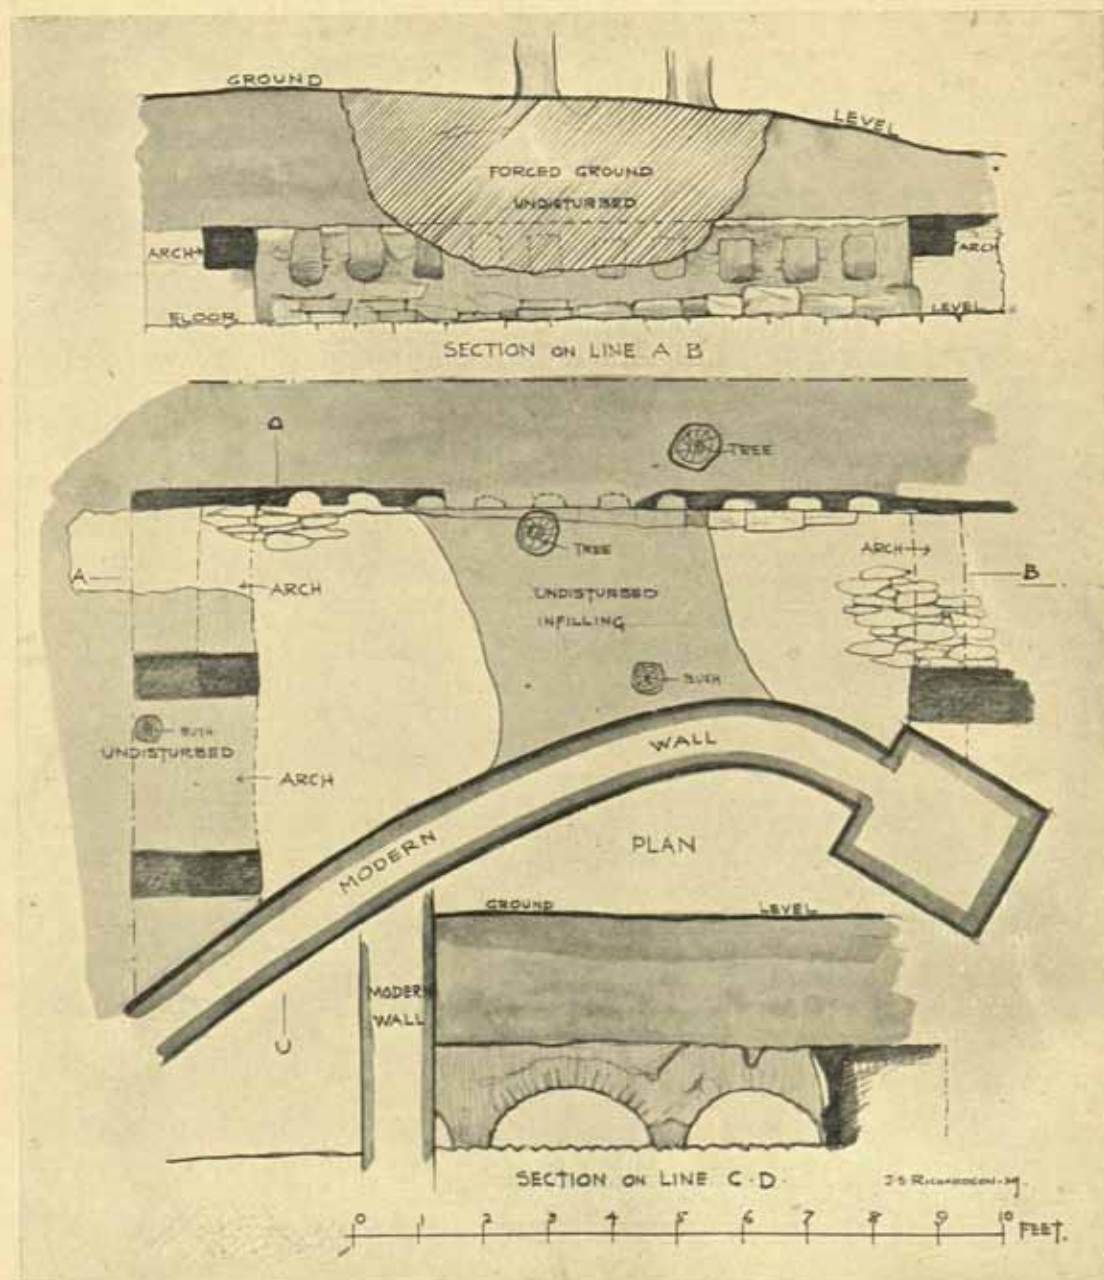 GROUND
LEVEL
FORCED GROUND
UNDISTURBED
ARCH
ARCH
FLOOR
LEVEL
SECTION ON LINE A B
D
TREE
TREE
ARCH
A
ARCH
B
UNDISTURBED
INFILLING
BUSH
BUSH
UNDISTURBED
ARCH
WALL
MODERN
PLAN
GROUND LEVEL
MODERN
WALL
C
SECTION ON LINE C.D.
J.S. RICHARDSON
0 1 2 3 4 5 6 7 8 9 10 FEET.